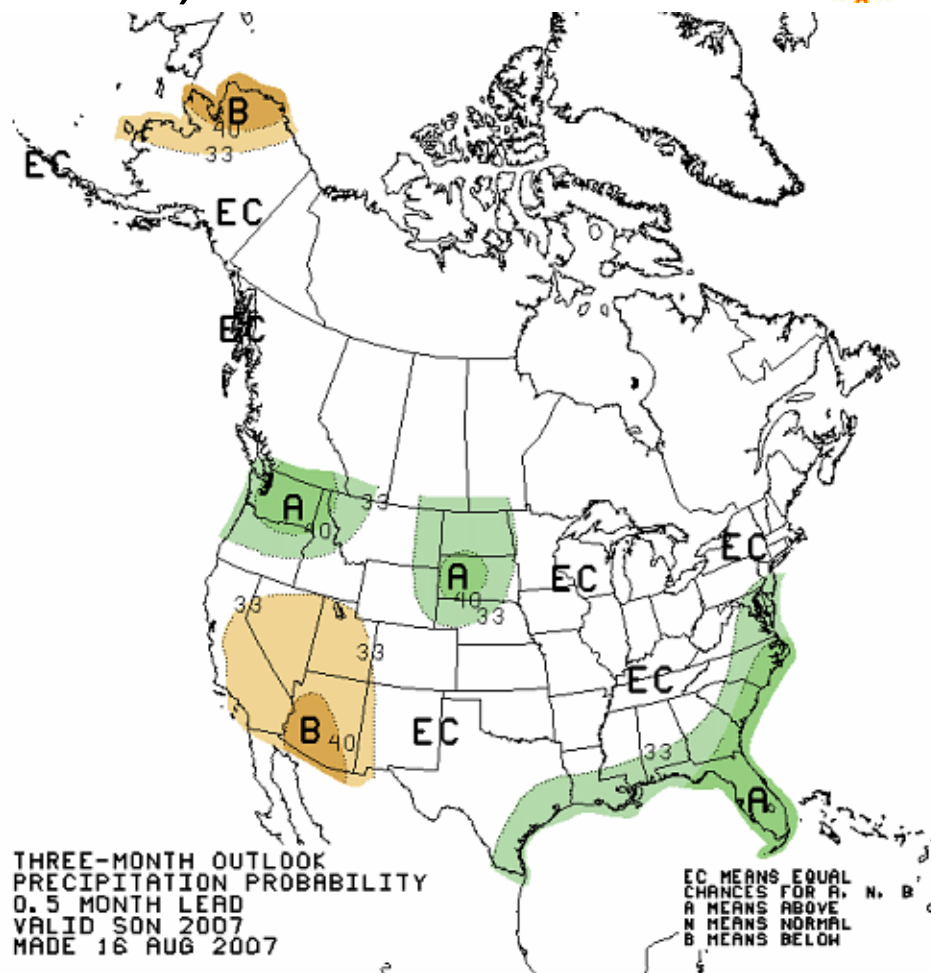 B
40
33
EC
EC
EC
A
40
33
A
40
33
EC
EC
33
33
B
40
EC
EC
33
A
THREE-MONTH OUTLOOK
PRECIPITATION PROBABILITY
0.5 MONTH LEAD
VALID SON 2007
MADE 16 AUG 2007
EC MEANS EQUAL
CHANCES FOR A, N, B
A MEANS ABOVE
N MEANS NORMAL
B MEANS BELOW